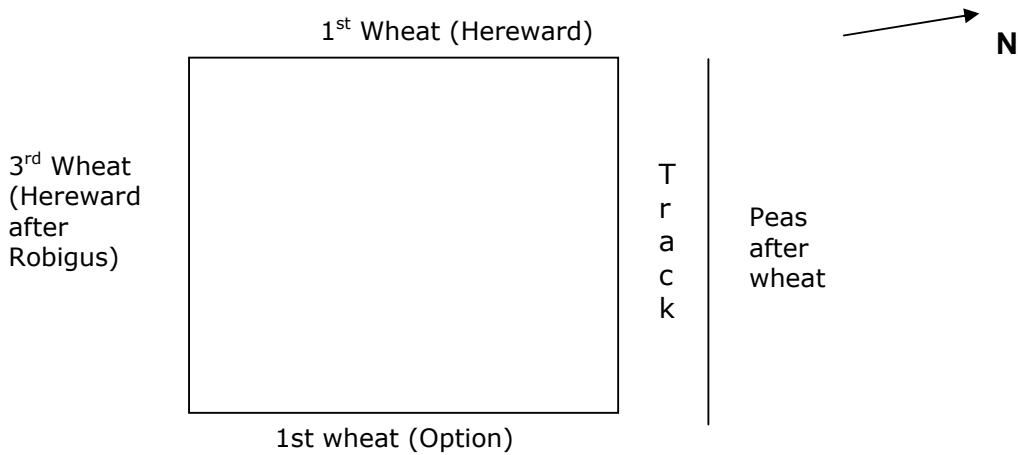 1st Wheat (Hereward)
N
3rd Wheat
(Hereward
after
Robigus)
T
r
a
c
k
Peas
after
wheat
1st wheat (Option)